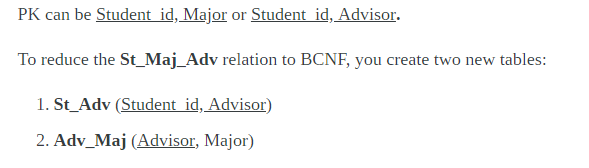 PK can be Student_id, Major or Student_id, Advisor.
To reduce the St_Maj_Adv relation to BCNF, you create two new tables:
1. St_Adv (Student_id, Advisor)
2. Adv_Maj (Advisor, Major)